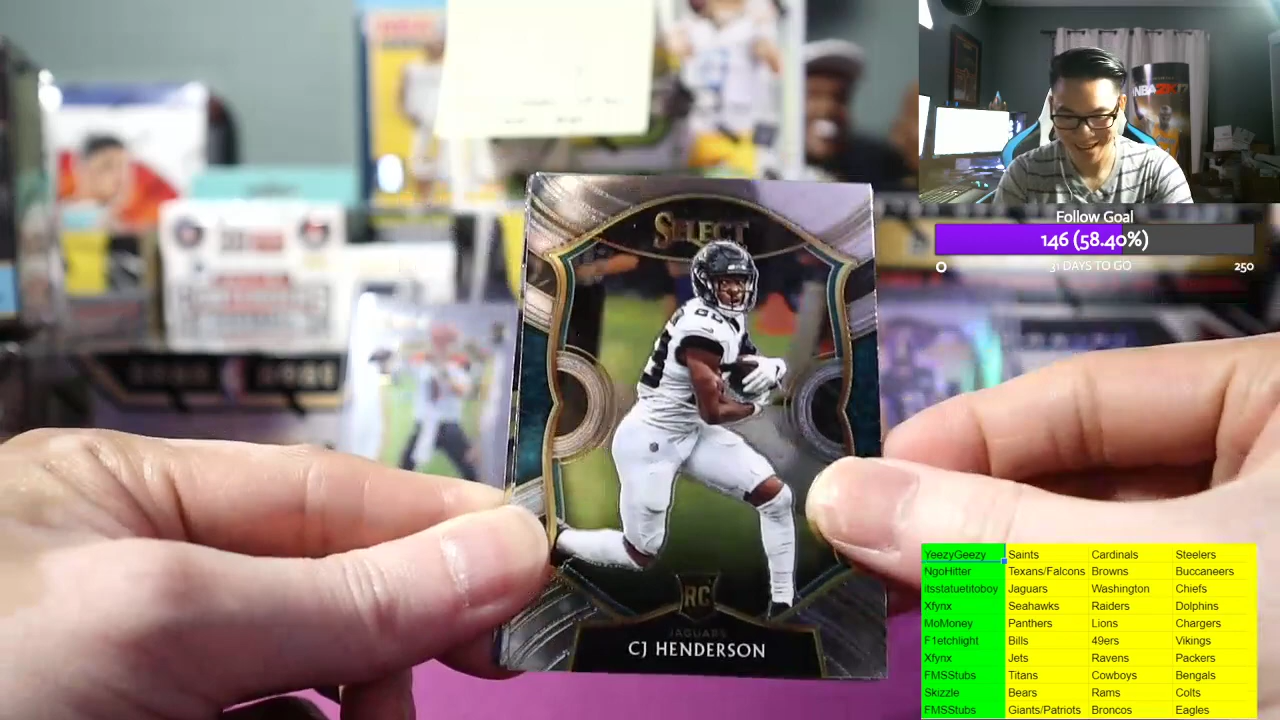 NBA2K17
Follow Goal
146 (58.40%)
0 31 DAYS TO GO 250
SELECT
RC
JAGUARS
CJ HENDERSON
YeezyGeezy Saints Cardinals Steelers
NgoHitter Texans/Falcons Browns Buccaneers
itsstatuetitoboy Jaguars Washington Chiefs
Xfynx Seahawks Raiders Dolphins
MoMoney Panthers Lions Chargers
F1etchlight Bills 49ers Vikings
Xfynx Jets Ravens Packers
FMSStubs Titans Cowboys Bengals
Skizzle Bears Rams Colts
FMSStubs Giants/Patriots Broncos Eagles